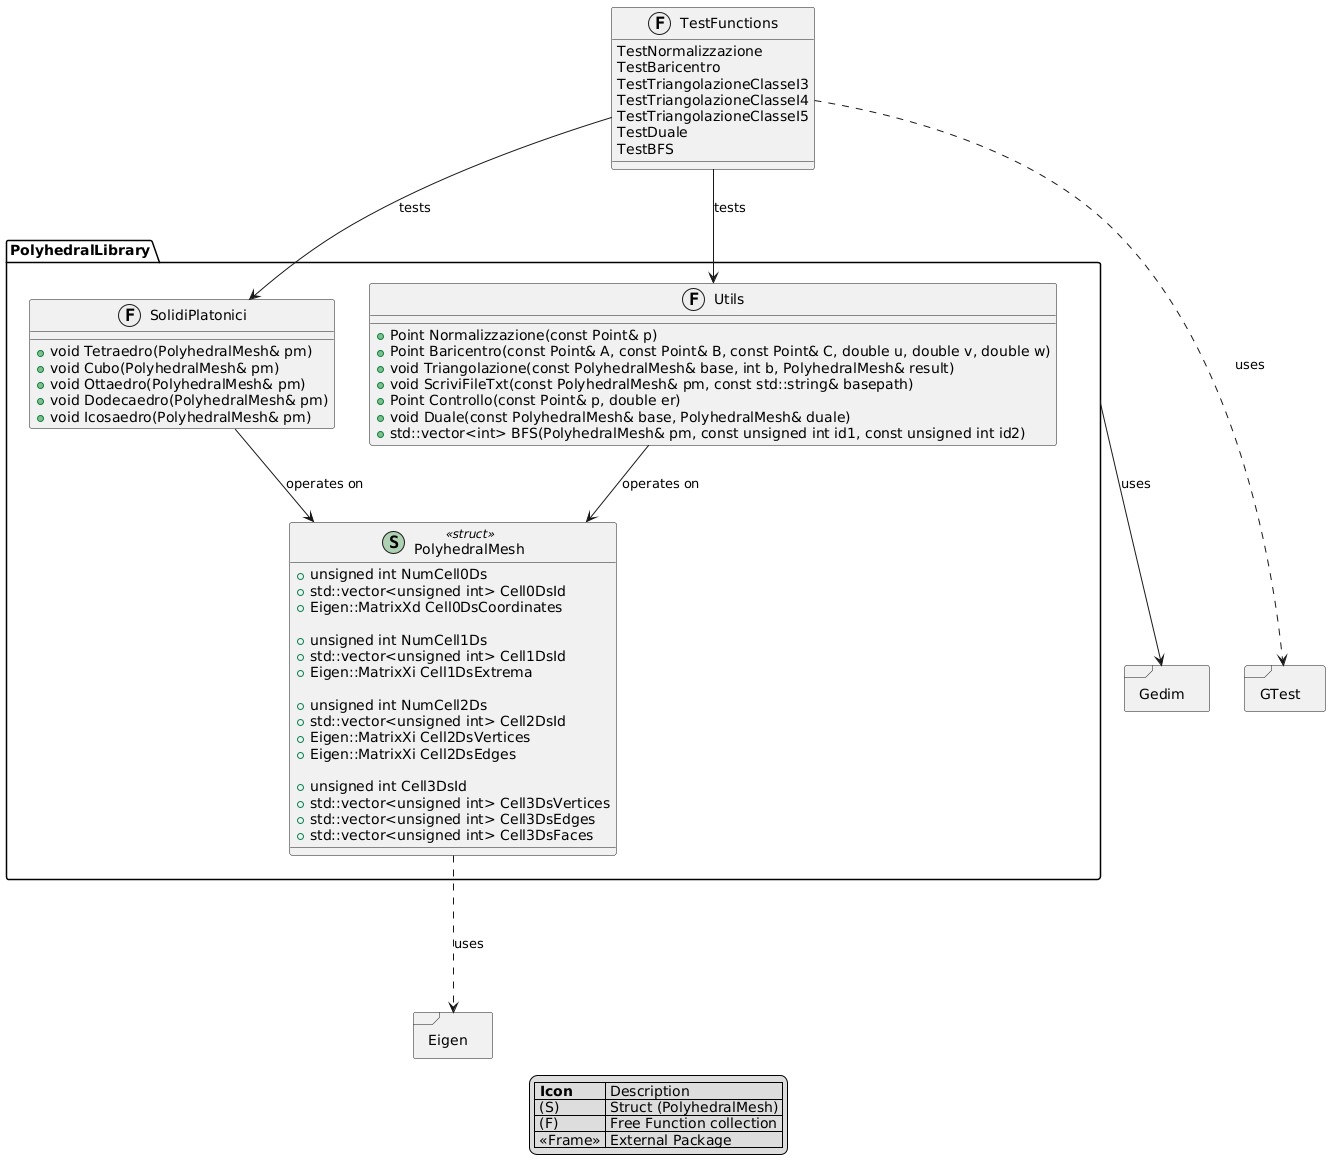 F TestFunctions
TestNormalizzazione
TestBaricentro
TestTriangolazioneClasseI3
TestTriangolazioneClasseI4
TestTriangolazioneClasseI5
TestDuale
TestBFS
tests
tests
uses
PolyhedralLibrary
F SolidiPlatonici
void Tetraedro(PolyhedralMesh& pm)
void Cubo(PolyhedralMesh& pm)
void Ottaedro(PolyhedralMesh& pm)
void Dodecaedro(PolyhedralMesh& pm)
void Icosaedro(PolyhedralMesh& pm)
F Utils
Point Normalizzazione(const Point& p)
Point Baricentro(const Point& A, const Point& B, const Point& C, double u, double v, double w)
void Triangolazione(const PolyhedralMesh& base, int b, PolyhedralMesh& result)
void ScriviFileTxt(const PolyhedralMesh& pm, const std::string& basepath)
Point Controllo(const Point& p, double er)
void Duale(const PolyhedralMesh& base, PolyhedralMesh& duale)
std::vector<int> BFS(PolyhedralMesh& pm, const unsigned int id1, const unsigned int id2)
operates on
operates on
uses
S «struct»
PolyhedralMesh
unsigned int NumCell0Ds
std::vector<unsigned int> Cell0DsId
Eigen::MatrixXd Cell0DsCoordinates
unsigned int NumCell1Ds
std::vector<unsigned int> Cell1DsId
Eigen::MatrixXi Cell1DsExtrema
unsigned int NumCell2Ds
std::vector<unsigned int> Cell2DsId
Eigen::MatrixXi Cell2DsVertices
Eigen::MatrixXi Cell2DsEdges
unsigned int Cell3DsId
std::vector<unsigned int> Cell3DsVertices
std::vector<unsigned int> Cell3DsEdges
std::vector<unsigned int> Cell3DsFaces
Gedim
GTest
uses
Eigen
Icon Description
(S) Struct (PolyhedralMesh)
(F) Free Function collection
«Frame» External Package